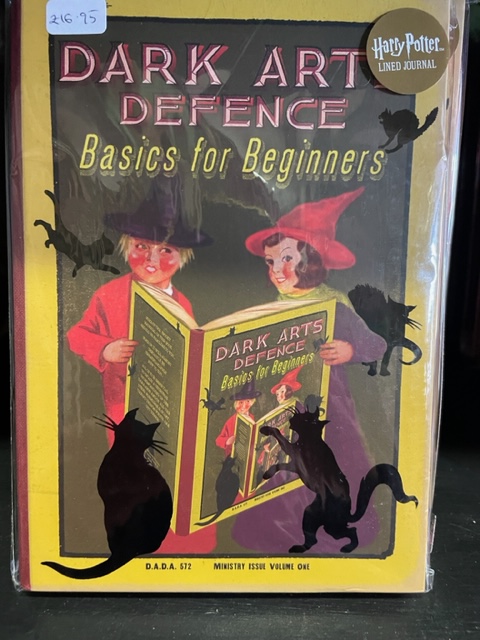 £16.95
Harry Potter
LINED JOURNAL
DARK ARTS
DEFENCE
Basics for Beginners
DARK ARTS
DEFENCE
Basics for Beginners
D.A.D.A. 572 MINISTRY ISSUE VOLUME ONE